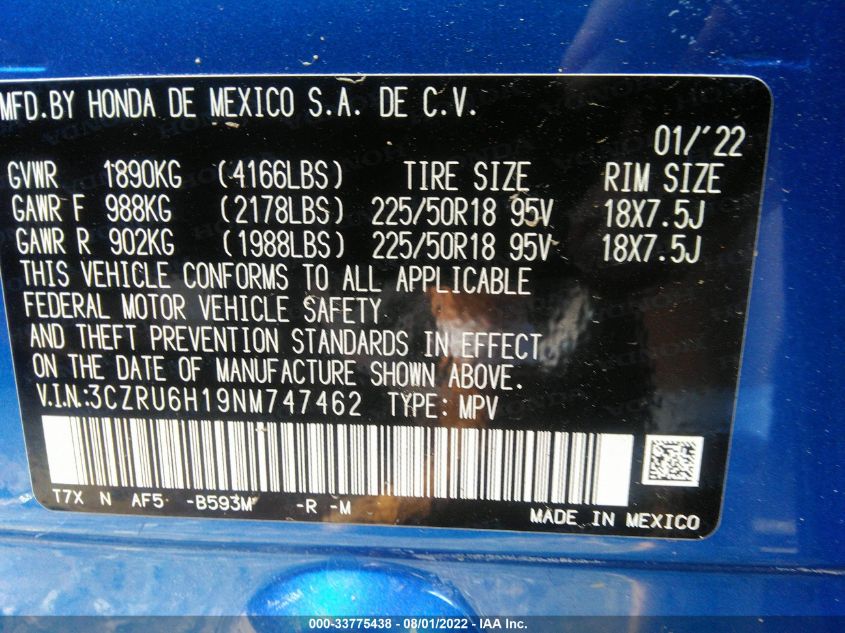 MFD.BY HONDA DE MEXICO S.A. DE C.V.
01/'22
GVWR 1890KG (4166LBS) TIRE SIZE RIM SIZE
GAWR F 988KG (2178LBS) 225/50R18 95V 18X7.5J
GAWR R 902KG (1988LBS) 225/50R18 95V 18X7.5J
THIS VEHICLE CONFORMS TO ALL APPLICABLE
FEDERAL MOTOR VEHICLE SAFETY
AND THEFT PREVENTION STANDARDS IN EFFECT
ON THE DATE OF MANUFACTURE SHOWN ABOVE.
V.I.N.:3CZRU6H19NM747462 TYPE: MPV
T7X N AF5 -B593M -R -M
MADE IN MEXICO
000-33775438 - 08/01/2022 - IAA Inc.